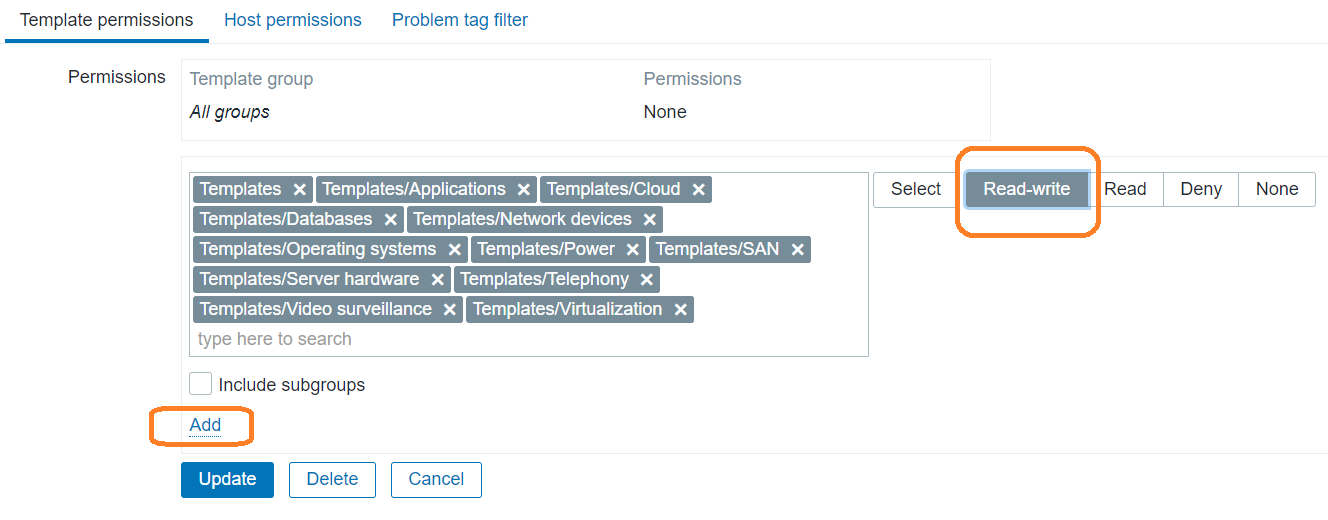 Template permissions Host permissions Problem tag filter
Permissions Template group Permissions
All groups None
Templates × Templates/Applications × Templates/Cloud × Select Read-write Read Deny None
Templates/Databases × Templates/Network devices ×
Templates/Operating systems × Templates/Power × Templates/SAN ×
Templates/Server hardware × Templates/Telephony ×
Templates/Video surveillance × Templates/Virtualization ×
type here to search
Include subgroups
Add
Update Delete Cancel